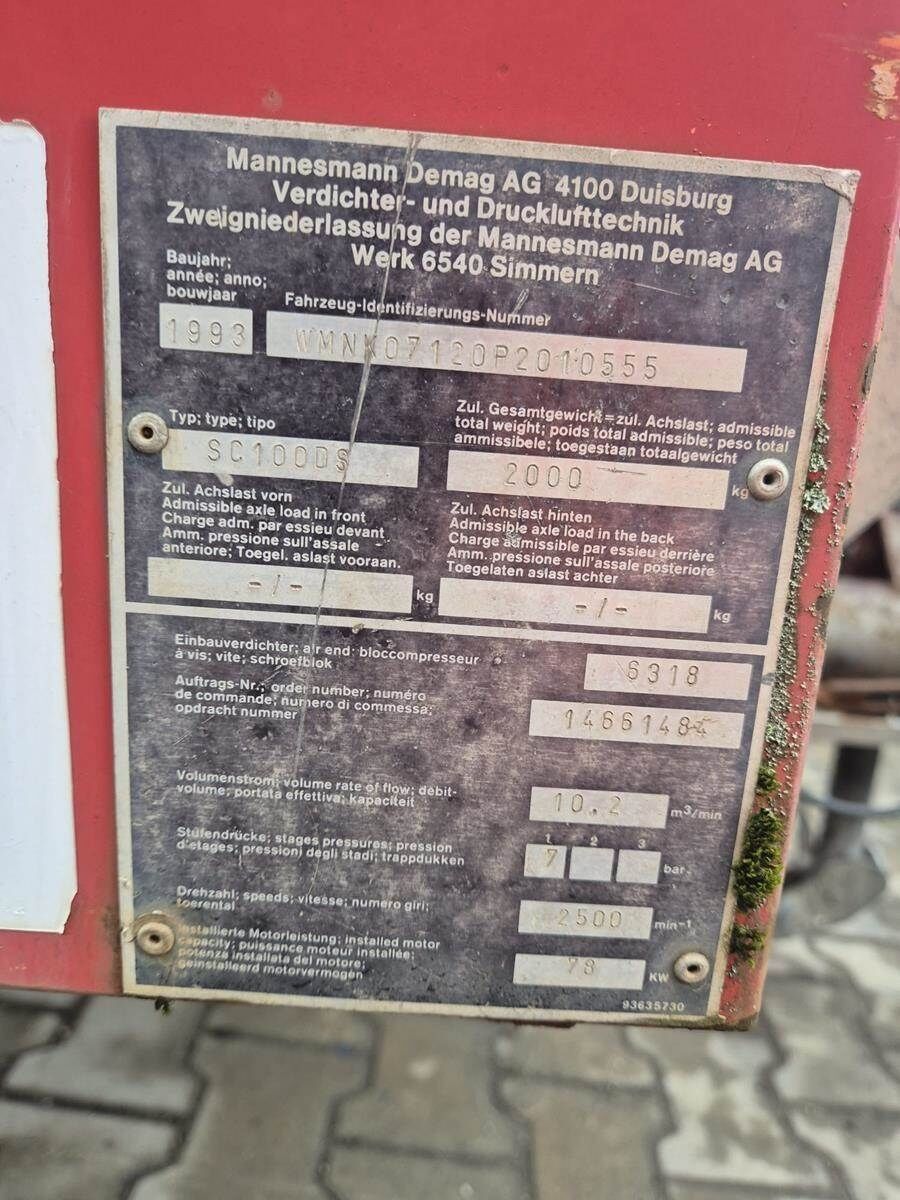 Mannesmann Demag AG 4100 Duisburg
Verdichter- und Drucklufttechnik
Zweigniederlassung der Mannesmann Demag AG
Werk 6540 Simmern
Baujahr;
année; anno;
bouwjaar
Fahrzeug-Identifizierungs-Nummer
1993
WMNK07120P2010555
Typ; type; tipo
SC100DS
Zul. Gesamtgewicht = zul. Achslast; admissible
total weight; poids total admissible; peso total
ammissibele; toegestaan totaalgewicht
2000 kg
Zul. Achslast vorn
Admissible axle load in front
Charge adm. par essieu devant
Amm. pressione sull'assale
anteriore; Toegel. aslast vooraan.
-/- kg
Zul. Achslast hinten
Admissible axle load in the back
Charge admissible par essieu derrière
Amm. pressione sull'assale posteriore
Toegelaten aslast achter
-/- kg
Einbauverdichter; air end; bloccompresseur
à vis; vite; schroefblok
6318
Auftrags-Nr.; order number; numéro
de commande; numero di commessa;
opdracht nummer
14661484
Volumenstrom; volume rate of flow; débit-
volume; portata effettiva; kapaciteit
10.2 m³/min
Stufendrücke; stages pressures; pression
d'etages; pressioni degli stadi; trappdukken
1 2 3
7 bar
Drehzahl; speeds; vitesse; numero giri;
toerental
2500 min-1
Installierte Motorleistung; installed motor
capacity; puissance moteur installée;
potenza installata del motore;
geinstalleerd motorvermogen
78 KW
93635730